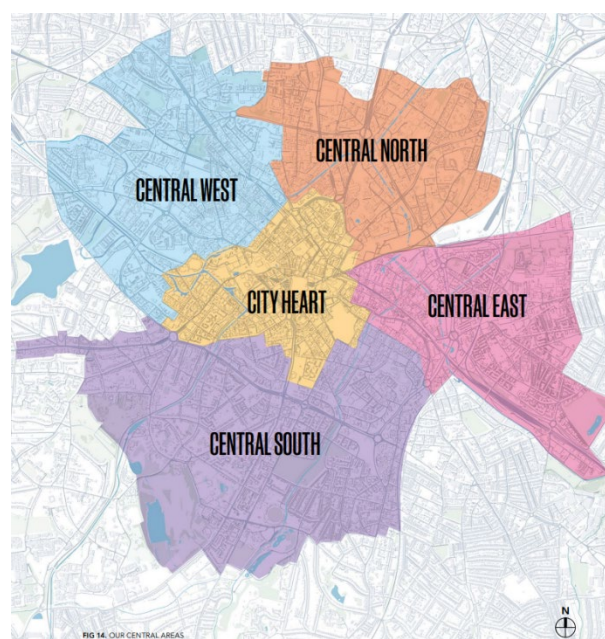 CENTRAL NORTH
CENTRAL WEST
CITY HEART
CENTRAL EAST
CENTRAL SOUTH
N
FIG 14. OUR CENTRAL AREAS